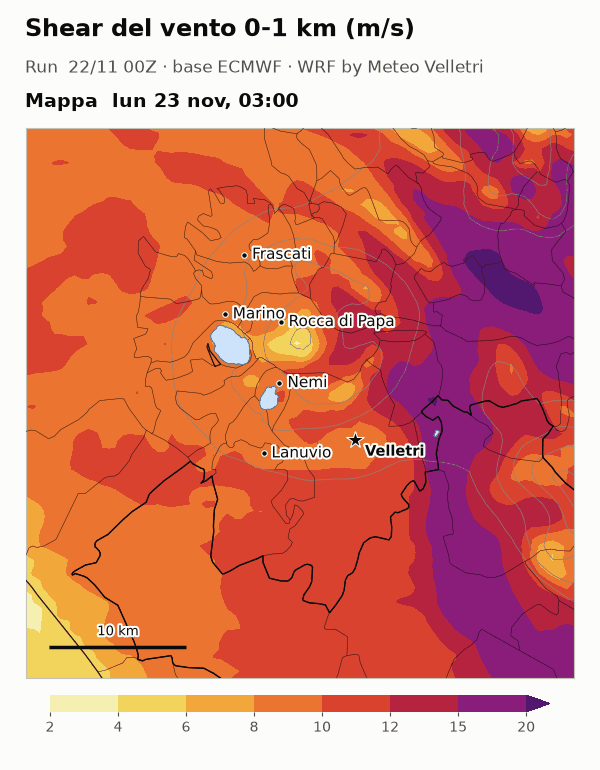 Shear del vento 0-1 km (m/s)
Run  22/11 00Z · base ECMWF · WRF by Meteo Velletri
Mappa  lun 23 nov, 03:00
Frascati
Marino
Rocca di Papa
Nemi
Velletri
Lanuvio
10 km
2 4 6 8 10 12 15 20